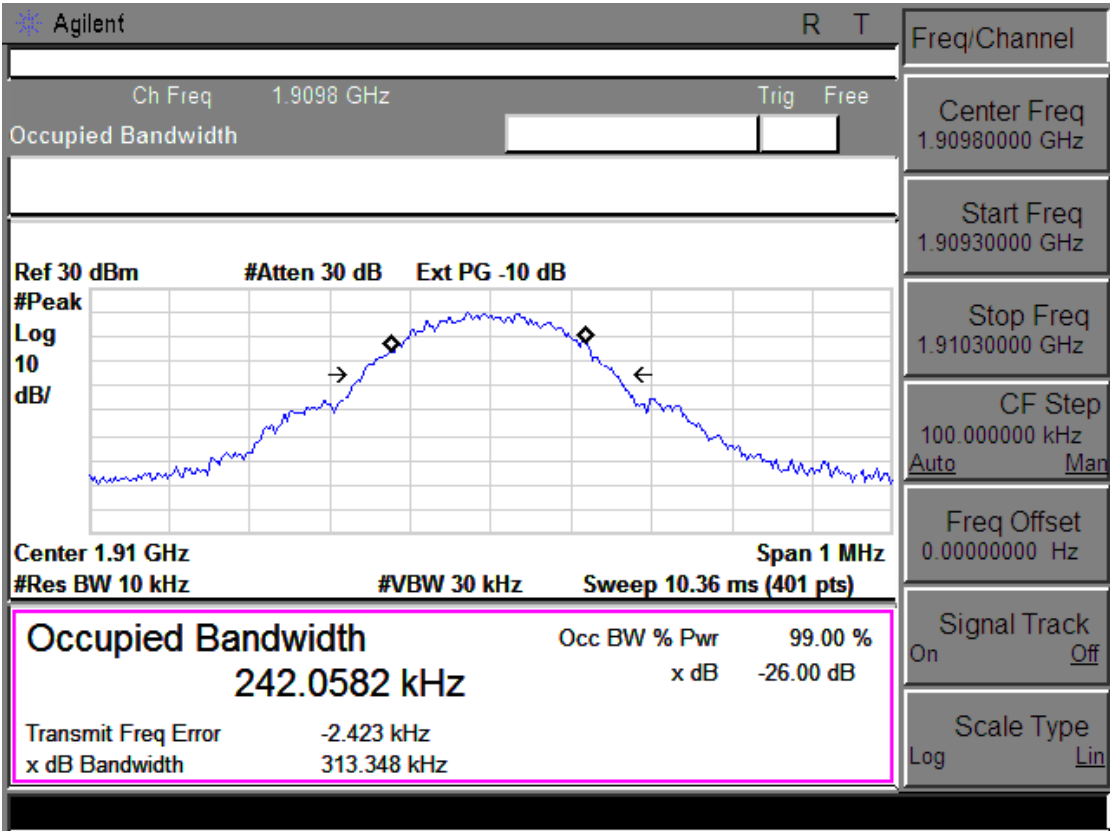 Agilent R T
Ch Freq 1.9098 GHz Trig Free
Occupied Bandwidth
Ref 30 dBm #Atten 30 dB Ext PG -10 dB
#Peak
Log
10
dB/
Center 1.91 GHz Span 1 MHz
#Res BW 10 kHz #VBW 30 kHz Sweep 10.36 ms (401 pts)
Occupied Bandwidth Occ BW % Pwr 99.00 %
242.0582 kHz x dB -26.00 dB
Transmit Freq Error -2.423 kHz
x dB Bandwidth 313.348 kHz
Freq/Channel
Center Freq
1.90980000 GHz
Start Freq
1.90930000 GHz
Stop Freq
1.91030000 GHz
CF Step
100.000000 kHz
Auto Man
Freq Offset
0.00000000 Hz
Signal Track
On Off
Scale Type
Log Lin